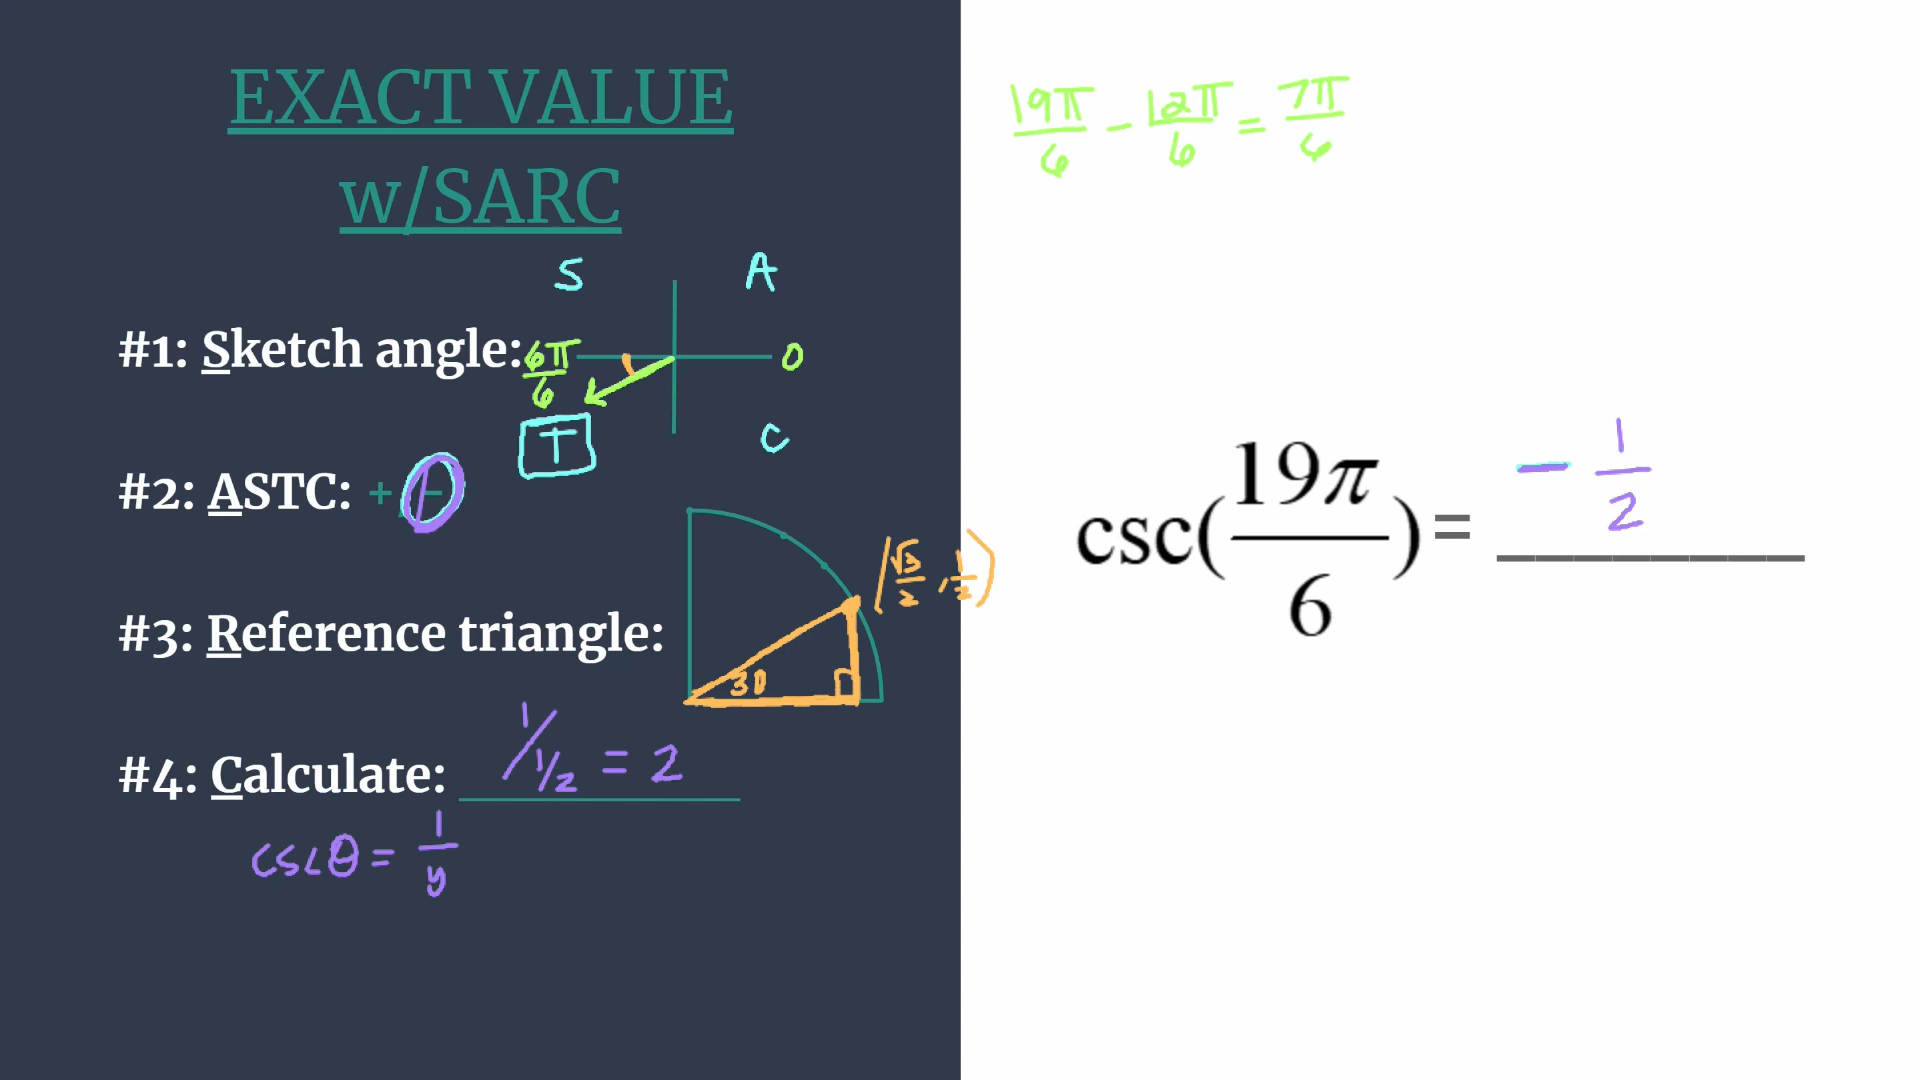 EXACT VALUE
w/SARC
S A
#1: Sketch angle: 6π/6 0
T C
#2: ASTC: + -
(√3/2, 1/2)
#3: Reference triangle:
30
#4: Calculate: 1/1/2 = 2
cscθ = 1/y
19π/6 - 12π/6 = 7π/6
csc(19π/6) = - 1/2